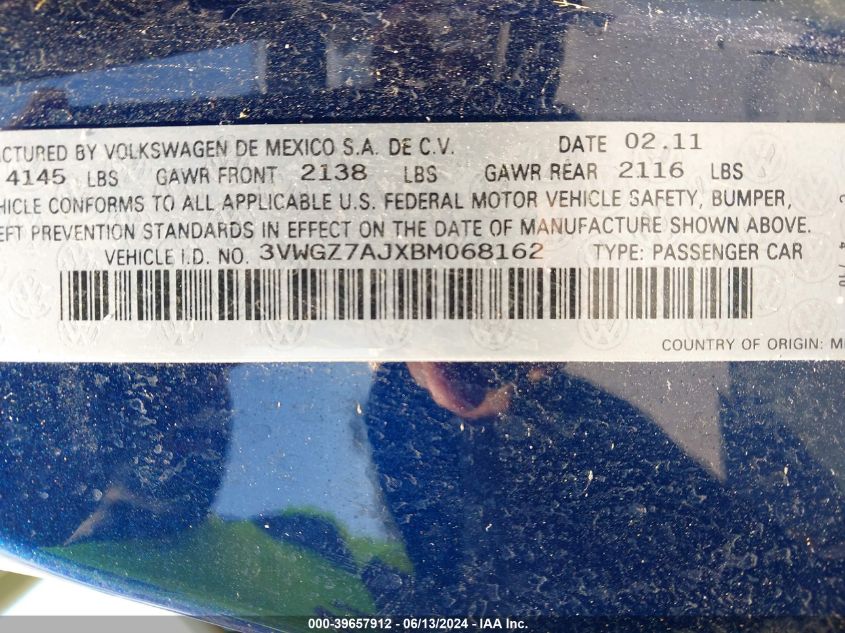 ACTURED BY VOLKSWAGEN DE MEXICO S.A. DE C.V. DATE 02.11
4145 LBS GAWR FRONT 2138 LBS GAWR REAR 2116 LBS
HICLE CONFORMS TO ALL APPLICABLE U.S. FEDERAL MOTOR VEHICLE SAFETY, BUMPER,
EFT PREVENTION STANDARDS IN EFFECT ON THE DATE OF MANUFACTURE SHOWN ABOVE.
VEHICLE I.D. NO. 3VWGZ7AJXBM068162 TYPE: PASSENGER CAR
COUNTRY OF ORIGIN: M
000-39657912 - 06/13/2024 - IAA Inc.